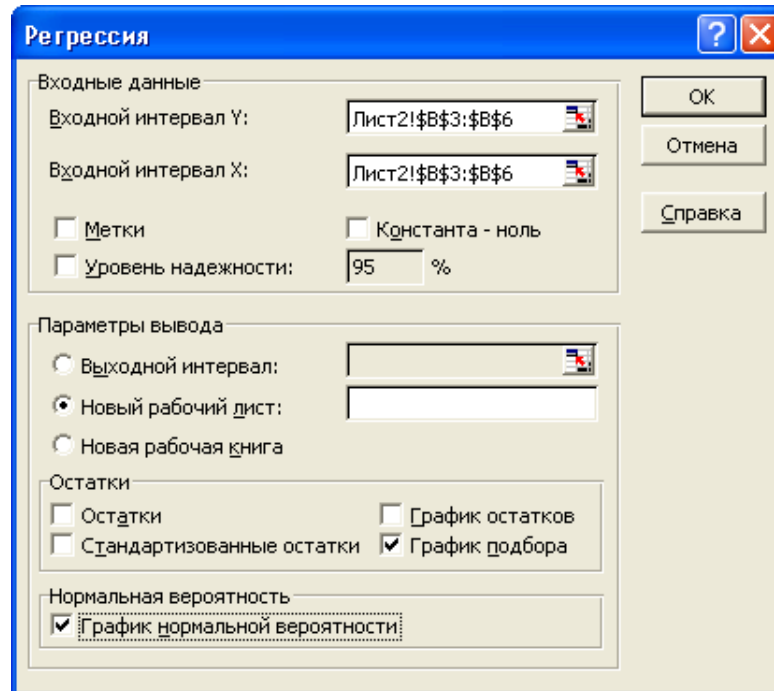 Регрессия
Входные данные
Входной интервал Y: Лист2!$B$3:$B$6
Входной интервал X: Лист2!$B$3:$B$6
Метки Константа - ноль
Уровень надежности: 95 %
OK
Отмена
Справка
Параметры вывода
Выходной интервал:
Новый рабочий лист:
Новая рабочая книга
Остатки
Остатки График остатков
Стандартизованные остатки График подбора
Нормальная вероятность
График нормальной вероятности